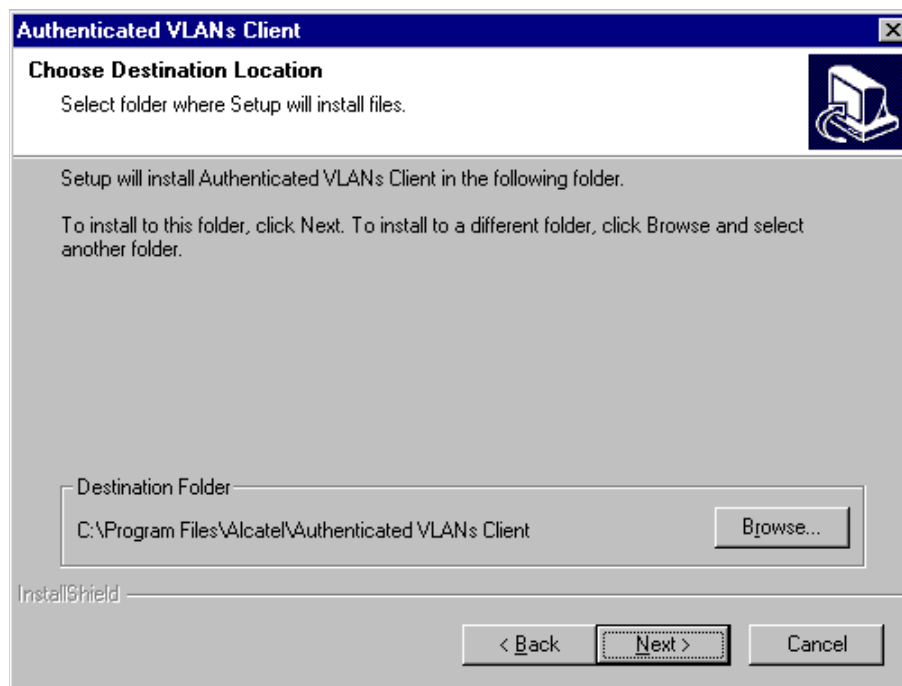 Authenticated VLANs Client
Choose Destination Location
Select folder where Setup will install files.
Setup will install Authenticated VLANs Client in the following folder.
To install to this folder, click Next. To install to a different folder, click Browse and select
another folder.
Destination Folder
C:\Program Files\Alcatel\Authenticated VLANs Client
Browse...
InstallShield
< Back
Next >
Cancel